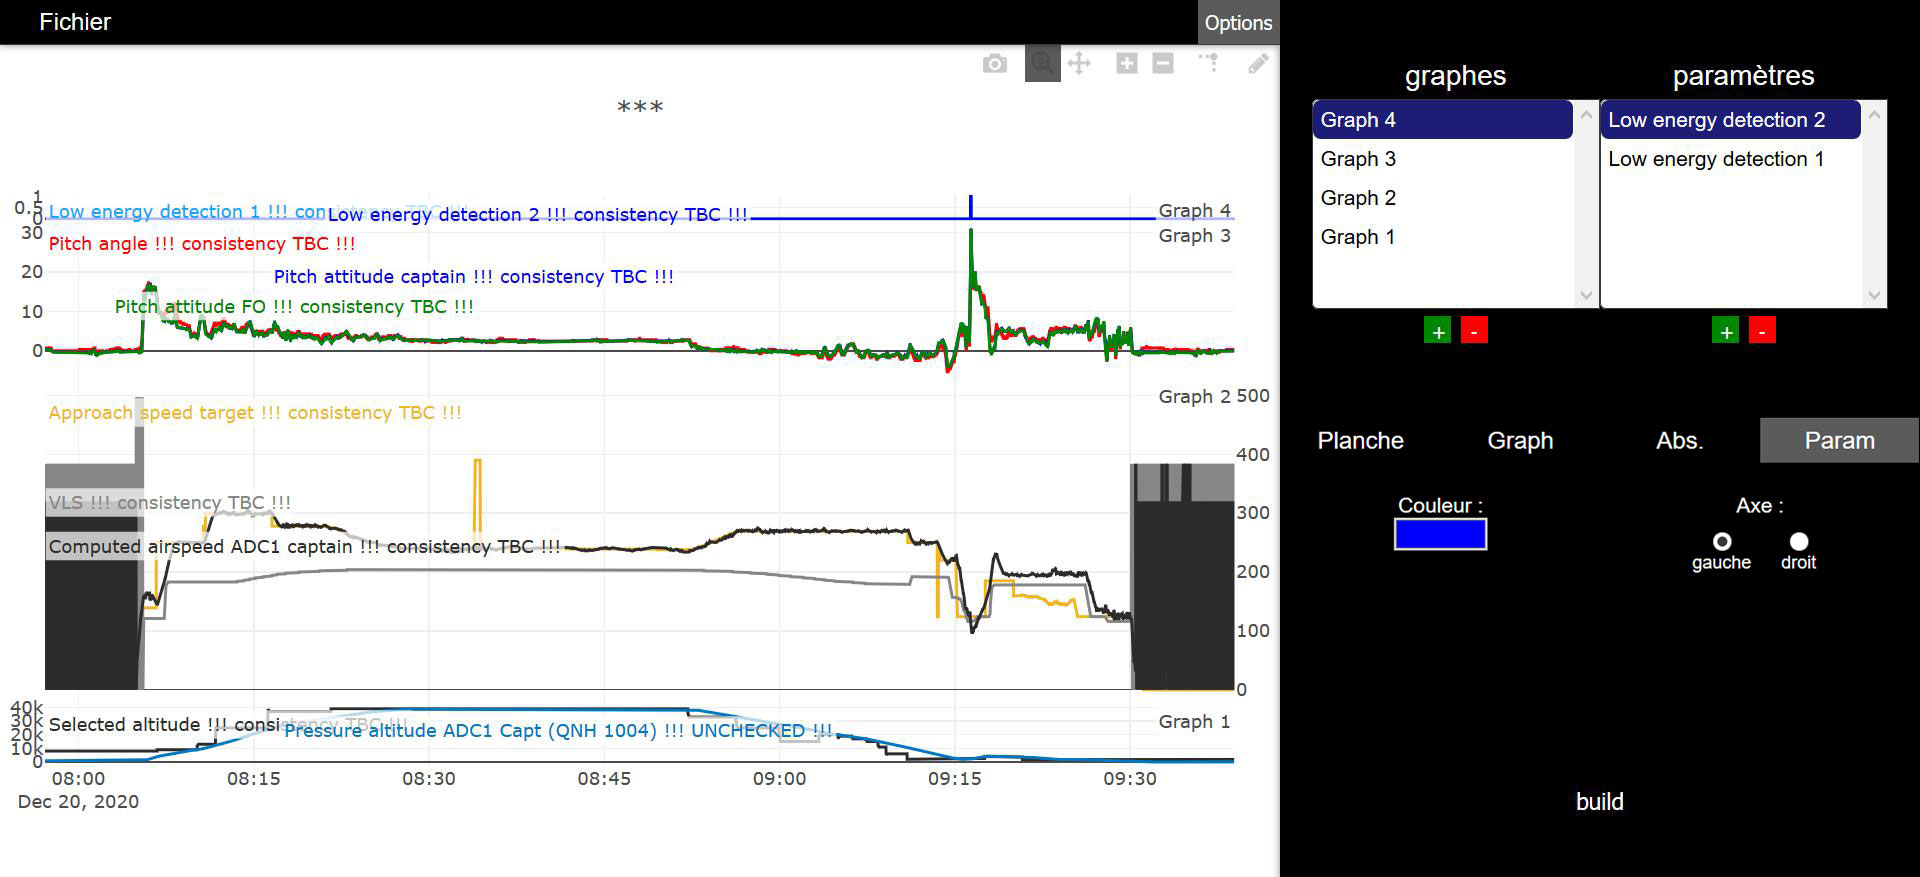 Fichier
Options
***
1
0.5
0
Low energy detection 1 !!! consistency TBC !!!
Low energy detection 2 !!! consistency TBC !!!
Graph 4
30
20
10
0
Pitch angle !!! consistency TBC !!!
Pitch attitude captain !!! consistency TBC !!!
Pitch attitude FO !!! consistency TBC !!!
Graph 3
Approach speed target !!! consistency TBC !!!
VLS !!! consistency TBC !!!
Computed airspeed ADC1 captain !!! consistency TBC !!!
Graph 2
500
400
300
200
100
0
40k
30k
20k
10k
0
Selected altitude !!! consistency TBC !!!
Pressure altitude ADC1 Capt (QNH 1004) !!! UNCHECKED !!!
Graph 1
08:00 08:15 08:30 08:45 09:00 09:15 09:30
Dec 20, 2020
graphes
Graph 4
Graph 3
Graph 2
Graph 1
+ -
paramètres
Low energy detection 2
Low energy detection 1
+ -
Planche Graph Abs. Param
Couleur :
Axe :
gauche droit
build